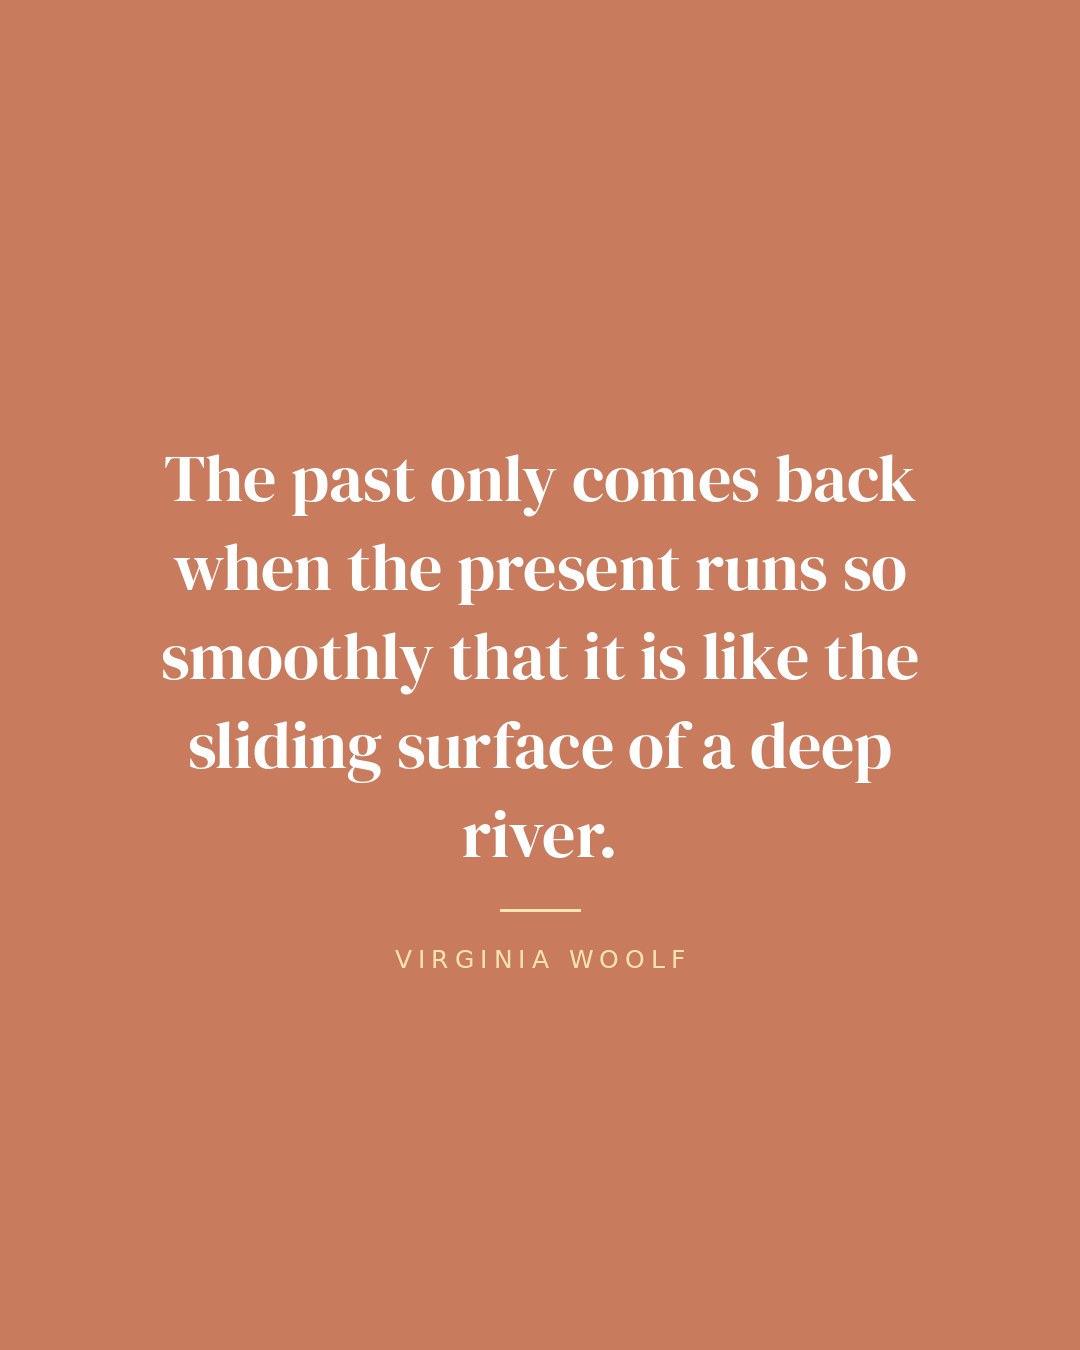 The past only comes back
when the present runs so
smoothly that it is like the
sliding surface of a deep
river.
VIRGINIA WOOLF